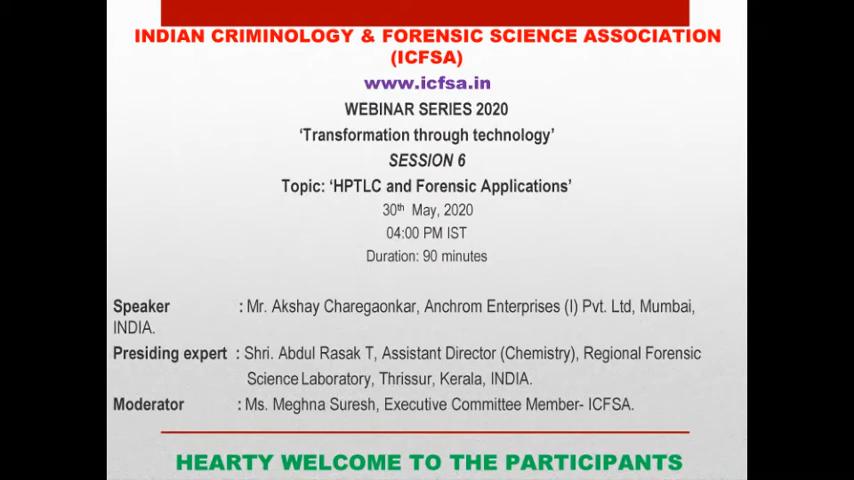 INDIAN CRIMINOLOGY & FORENSIC SCIENCE ASSOCIATION
(ICFSA)
www.icfsa.in
WEBINAR SERIES 2020
‘Transformation through technology’
SESSION 6
Topic: ‘HPTLC and Forensic Applications’
30th May, 2020
04:00 PM IST
Duration: 90 minutes
Speaker : Mr. Akshay Charegaonkar, Anchrom Enterprises (I) Pvt. Ltd, Mumbai,
INDIA.
Presiding expert : Shri. Abdul Rasak T, Assistant Director (Chemistry), Regional Forensic
Science Laboratory, Thrissur, Kerala, INDIA.
Moderator : Ms. Meghna Suresh, Executive Committee Member- ICFSA.
HEARTY WELCOME TO THE PARTICIPANTS